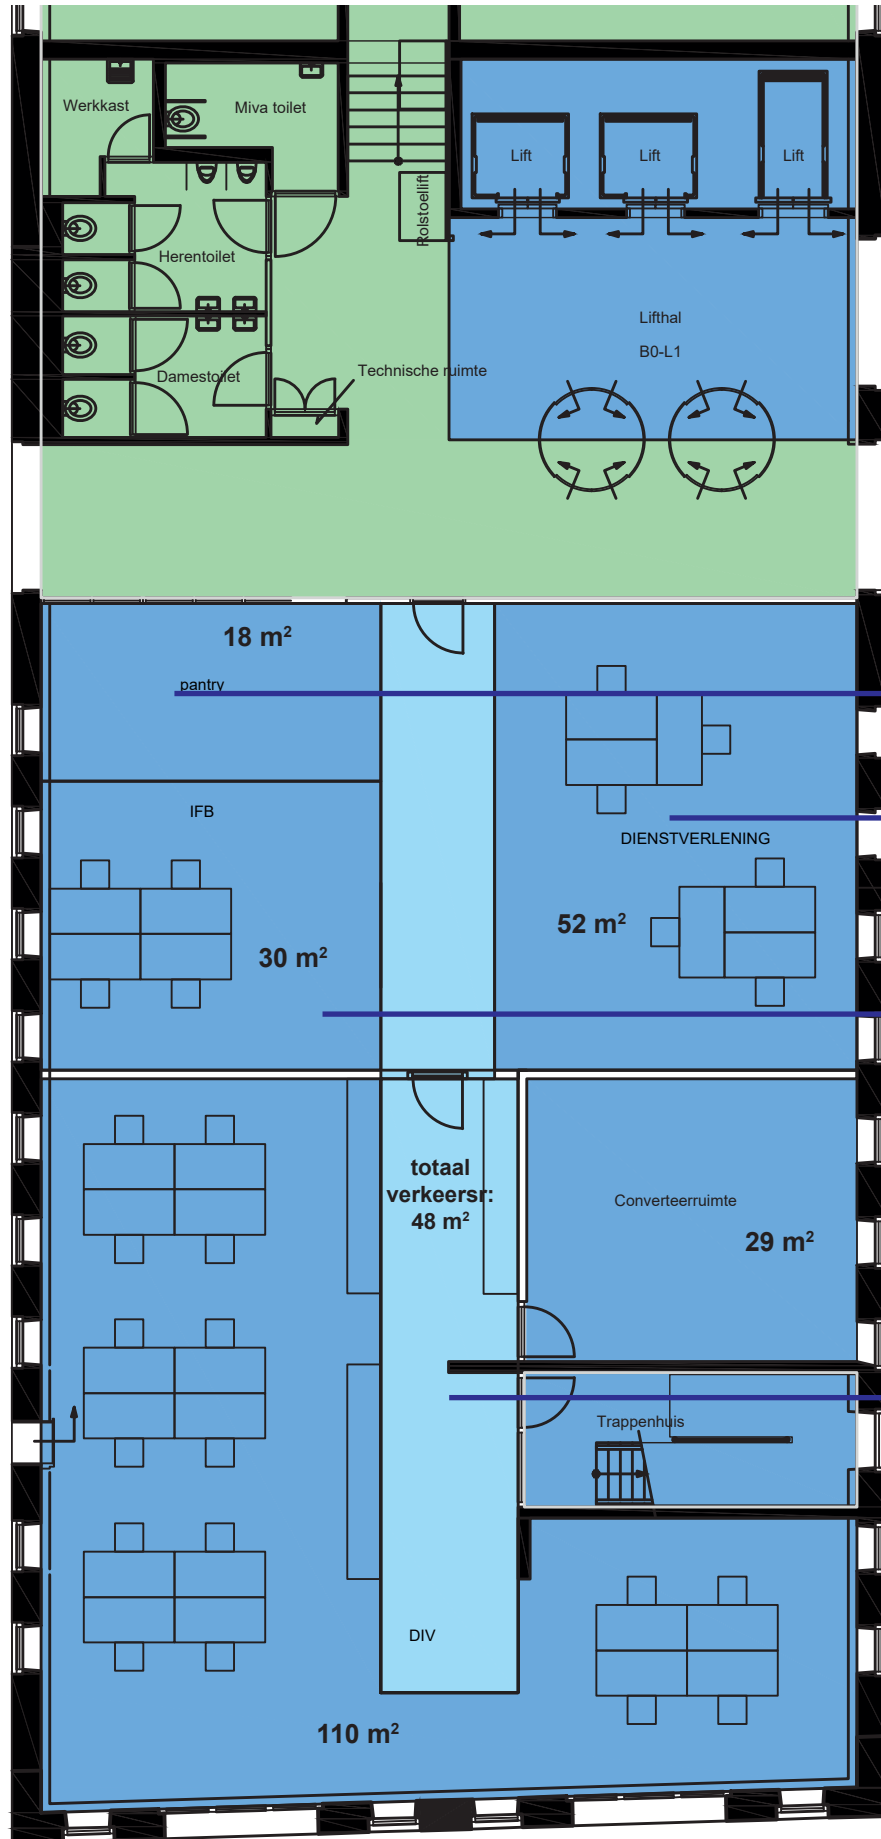 Werkkast
Miva toilet
Lift
Lift
Lift
Rolstoellift
Herentoilet
Lifthal
B0-L1
Technische ruimte
Damestoilet
18 m²
pantry
IFB
DIENSTVERLENING
52 m²
30 m²
totaal
verkeersr:
48 m²
Converteerruimte
29 m²
Trappenhuis
DIV
110 m²